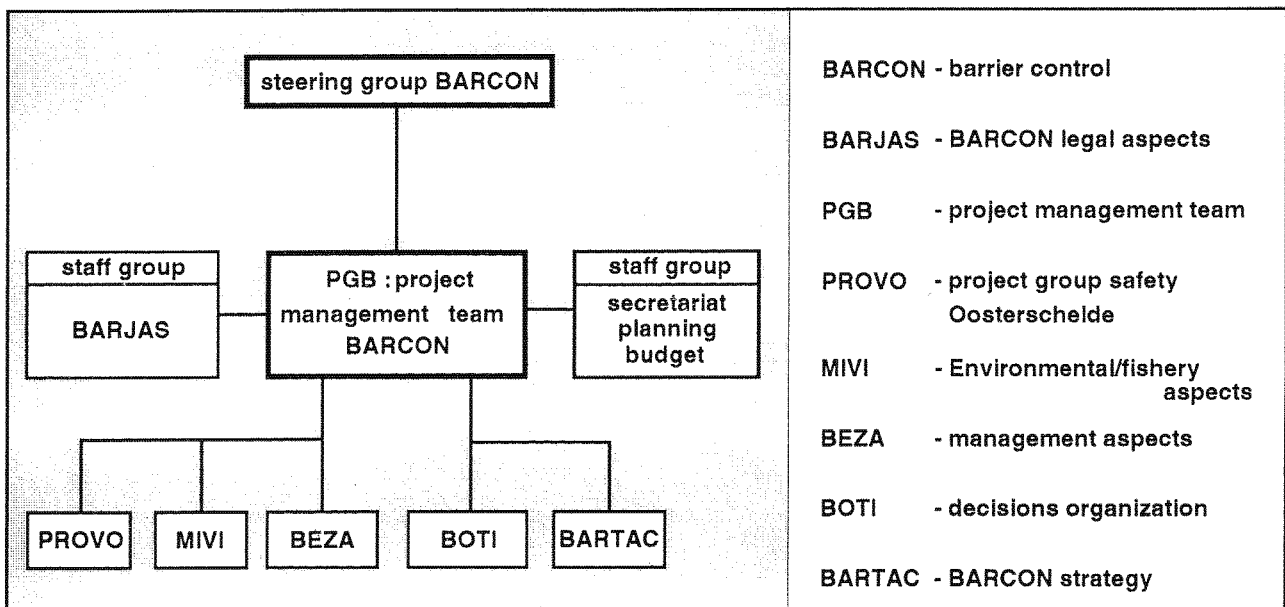 steering group BARCON
staff group
BARJAS
PGB : project
management team
BARCON
staff group
secretariat
planning
budget
PROVO
MIVI
BEZA
BOTI
BARTAC
BARCON - barrier control
BARJAS - BARCON legal aspects
PGB - project management team
PROVO - project group safety
Oosterschelde
MIVI - Environmental/fishery
aspects
BEZA - management aspects
BOTI - decisions organization
BARTAC - BARCON strategy